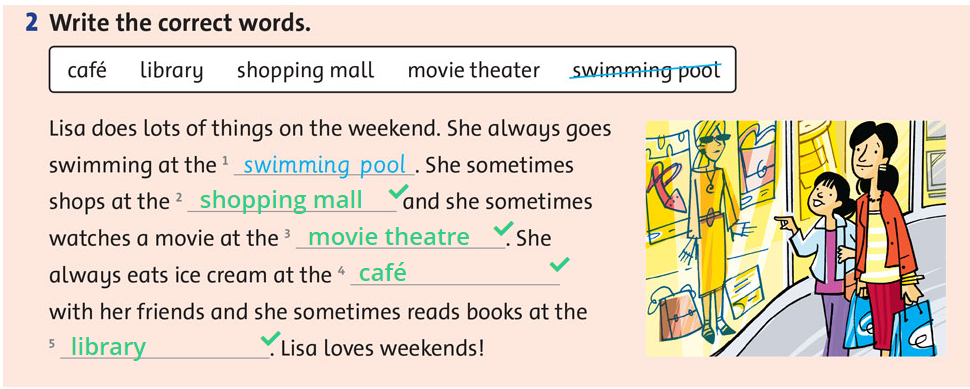 2 Write the correct words.
café library shopping mall movie theater swimming pool
Lisa does lots of things on the weekend. She always goes
swimming at the 1 swimming pool. She sometimes
shops at the 2 shopping mall and she sometimes
watches a movie at the 3 movie theatre. She
always eats ice cream at the 4 café
with her friends and she sometimes reads books at the
5 library. Lisa loves weekends!